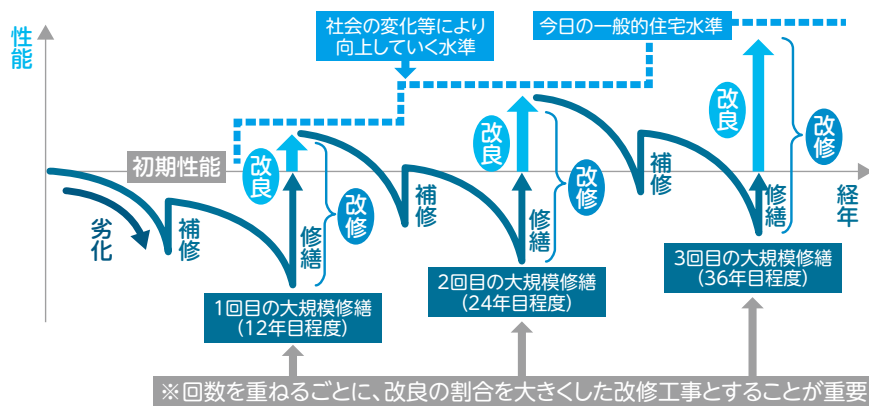 性能
社会の変化等により
向上していく水準
今日の一般的住宅水準
初期性能
劣化
補修
改良
修繕
改修
補修
改良
修繕
改修
補修
改良
修繕
改修
経年
1回目の大規模修繕
(12年目程度)
2回目の大規模修繕
(24年目程度)
3回目の大規模修繕
(36年目程度)
※回数を重ねるごとに、改良の割合を大きくした改修工事とすることが重要